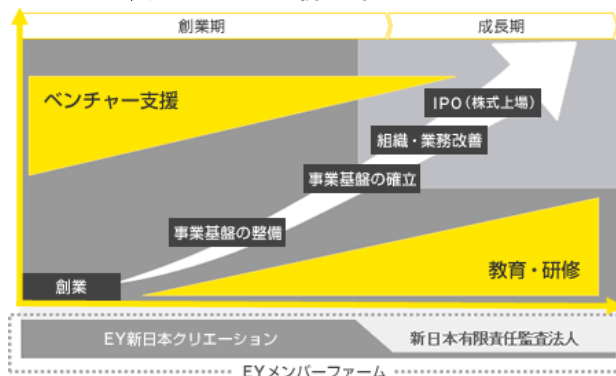 創業期
成長期
ベンチャー支援
IPO（株式上場）
組織・業務改善
事業基盤の確立
事業基盤の整備
創業
教育・研修
EY新日本クリエーション
新日本有限責任監査法人
EYメンバーファーム